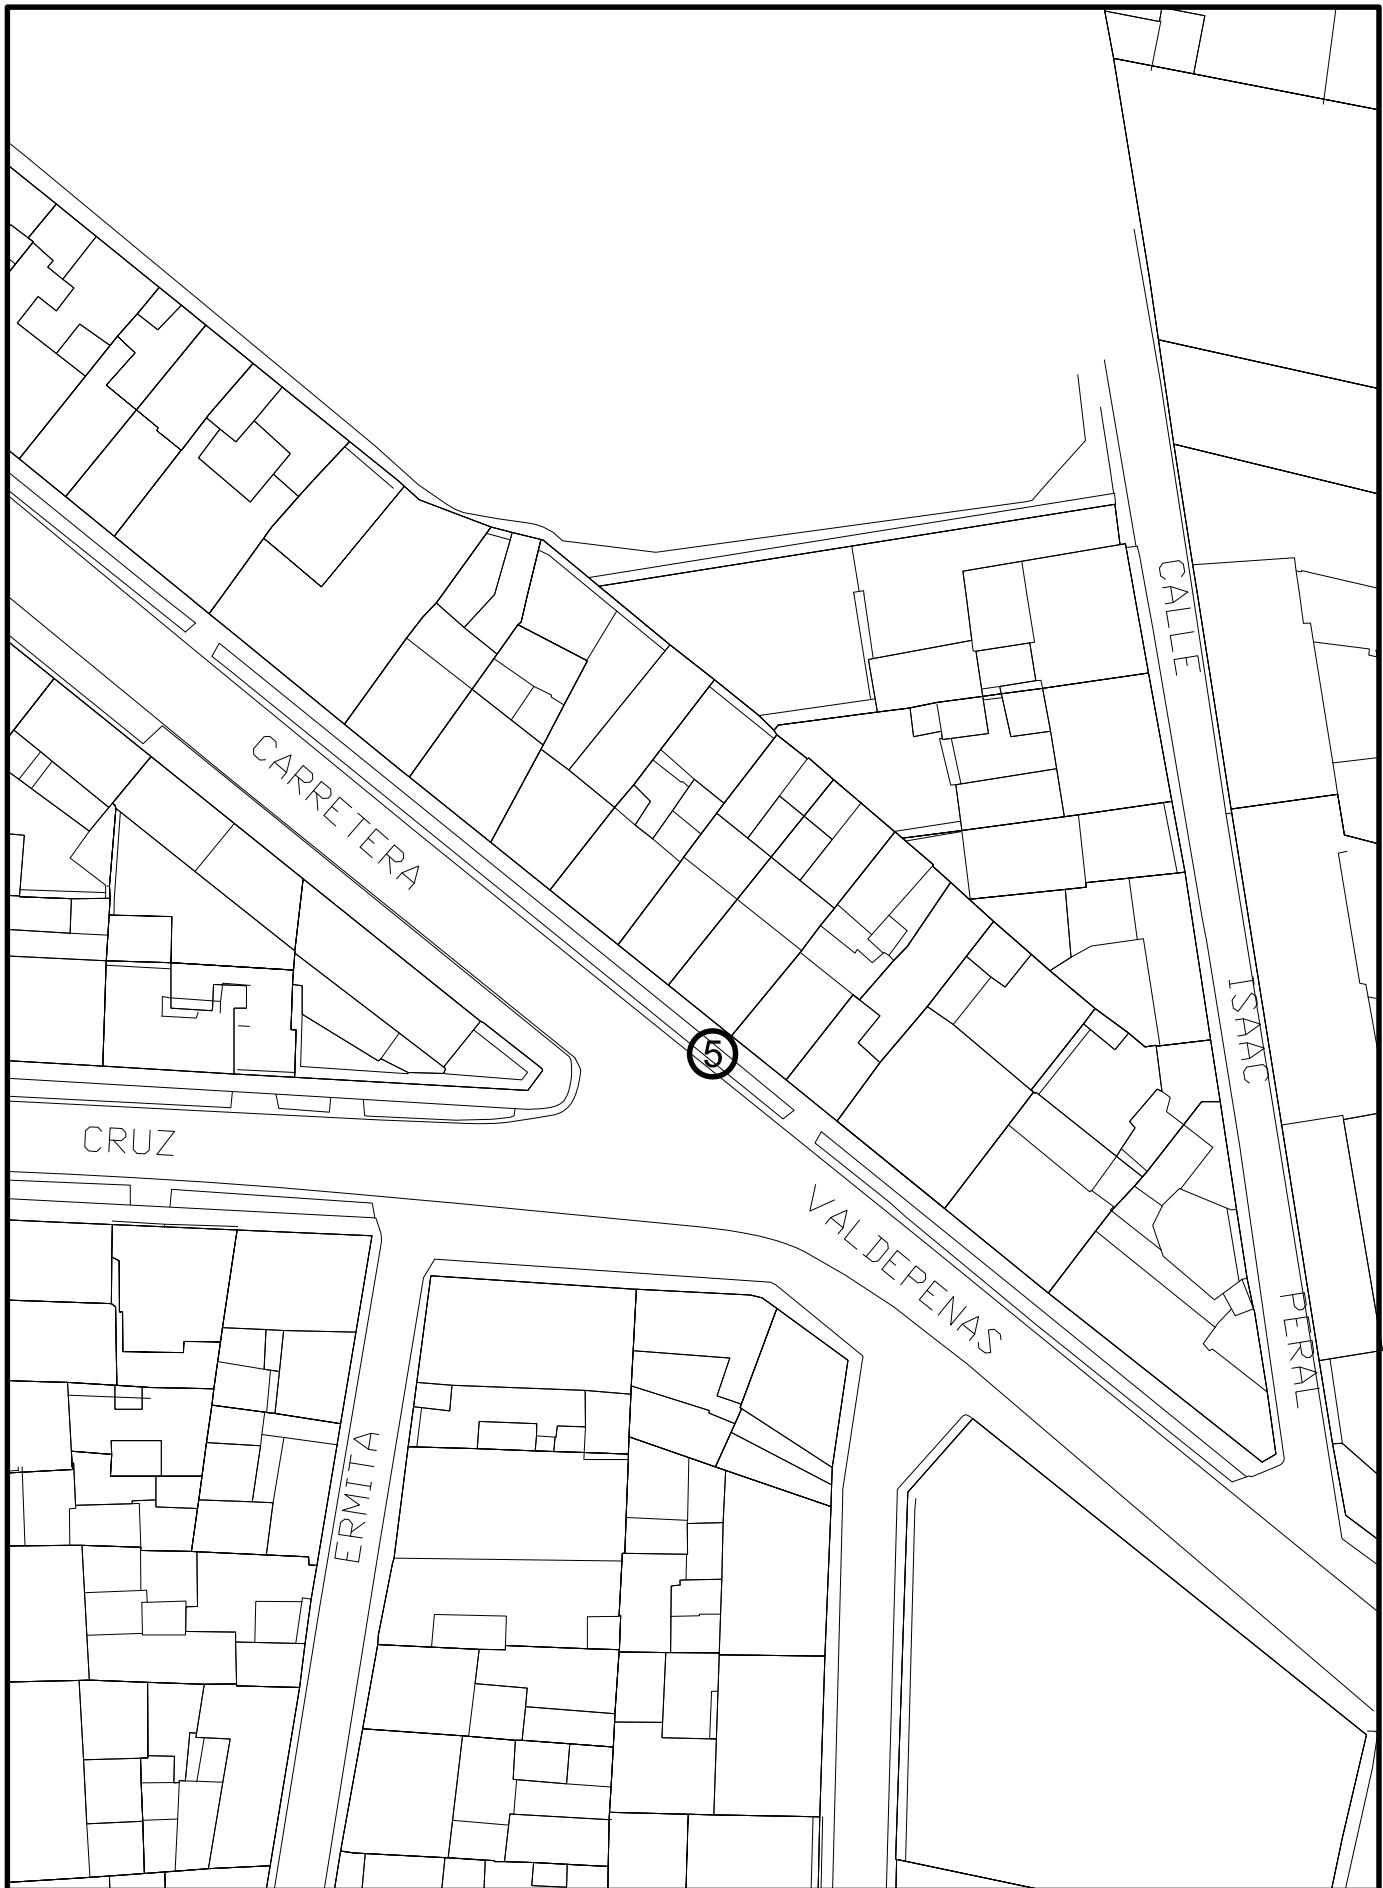 CALLE
CARRETERA
ISAAC
5
CRUZ
VALDEPENAS
PERAL
ERMITA